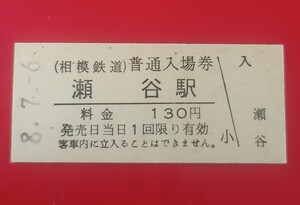 8.7.-6.
(相模鉄道)普通入場券
瀬谷駅
料金 130円
発売日当日1回限り有効
客車内に立入ることはできません。
入
小
瀬谷